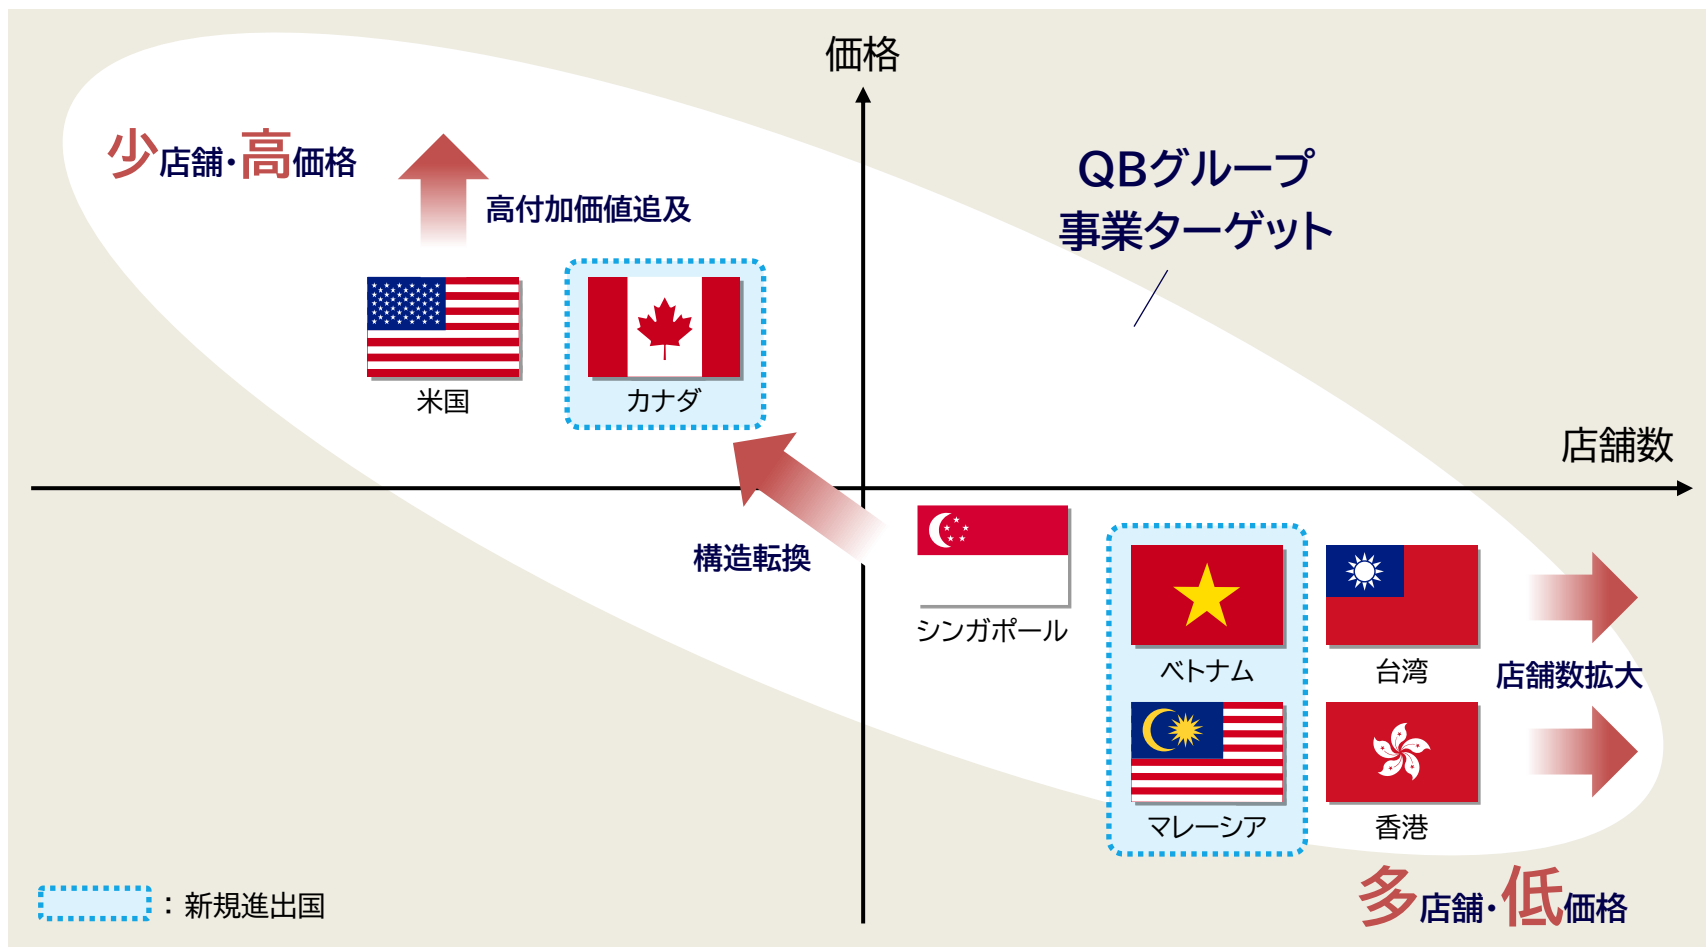 価格
少店舗・高価格
高付加価値追及
QBグループ
事業ターゲット
米国
カナダ
店舗数
構造転換
シンガポール
ベトナム
台湾
店舗数拡大
マレーシア
香港
多店舗・低価格
：新規進出国